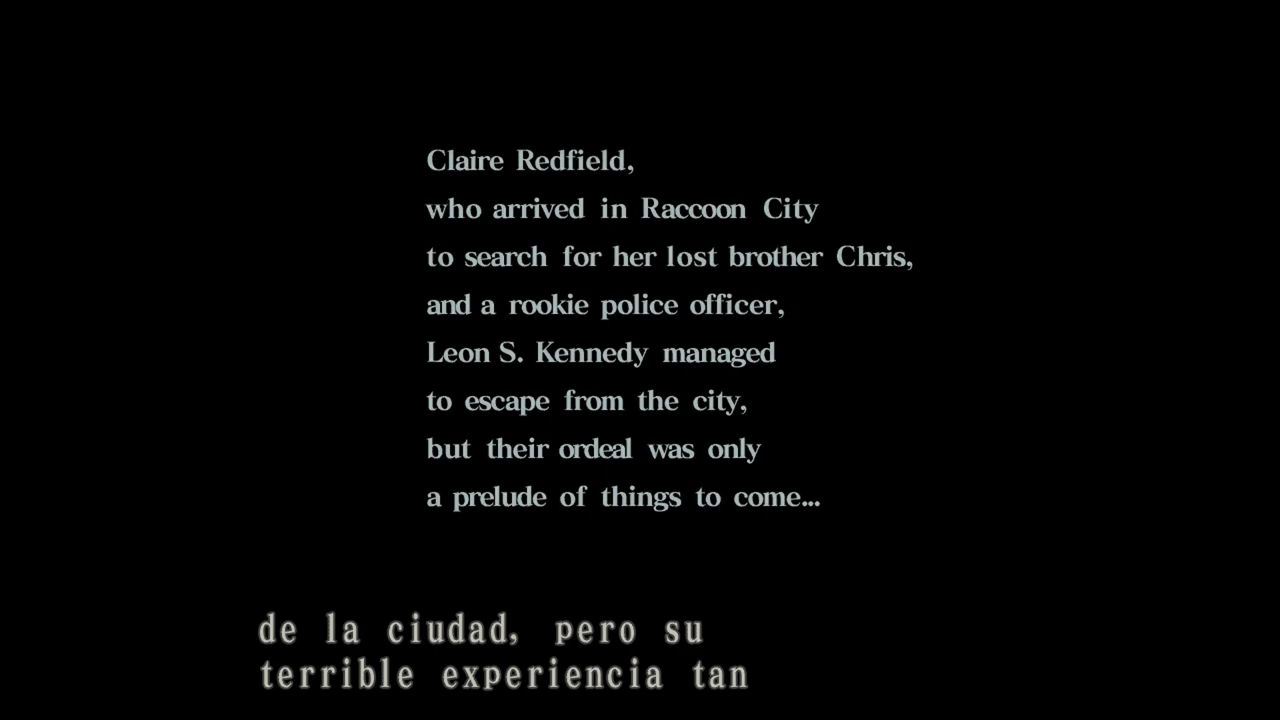 Claire Redfield,
who arrived in Raccoon City
to search for her lost brother Chris,
and a rookie police officer,
Leon S. Kennedy managed
to escape from the city,
but their ordeal was only
a prelude of things to come...
de la ciudad, pero su
terrible experiencia tan